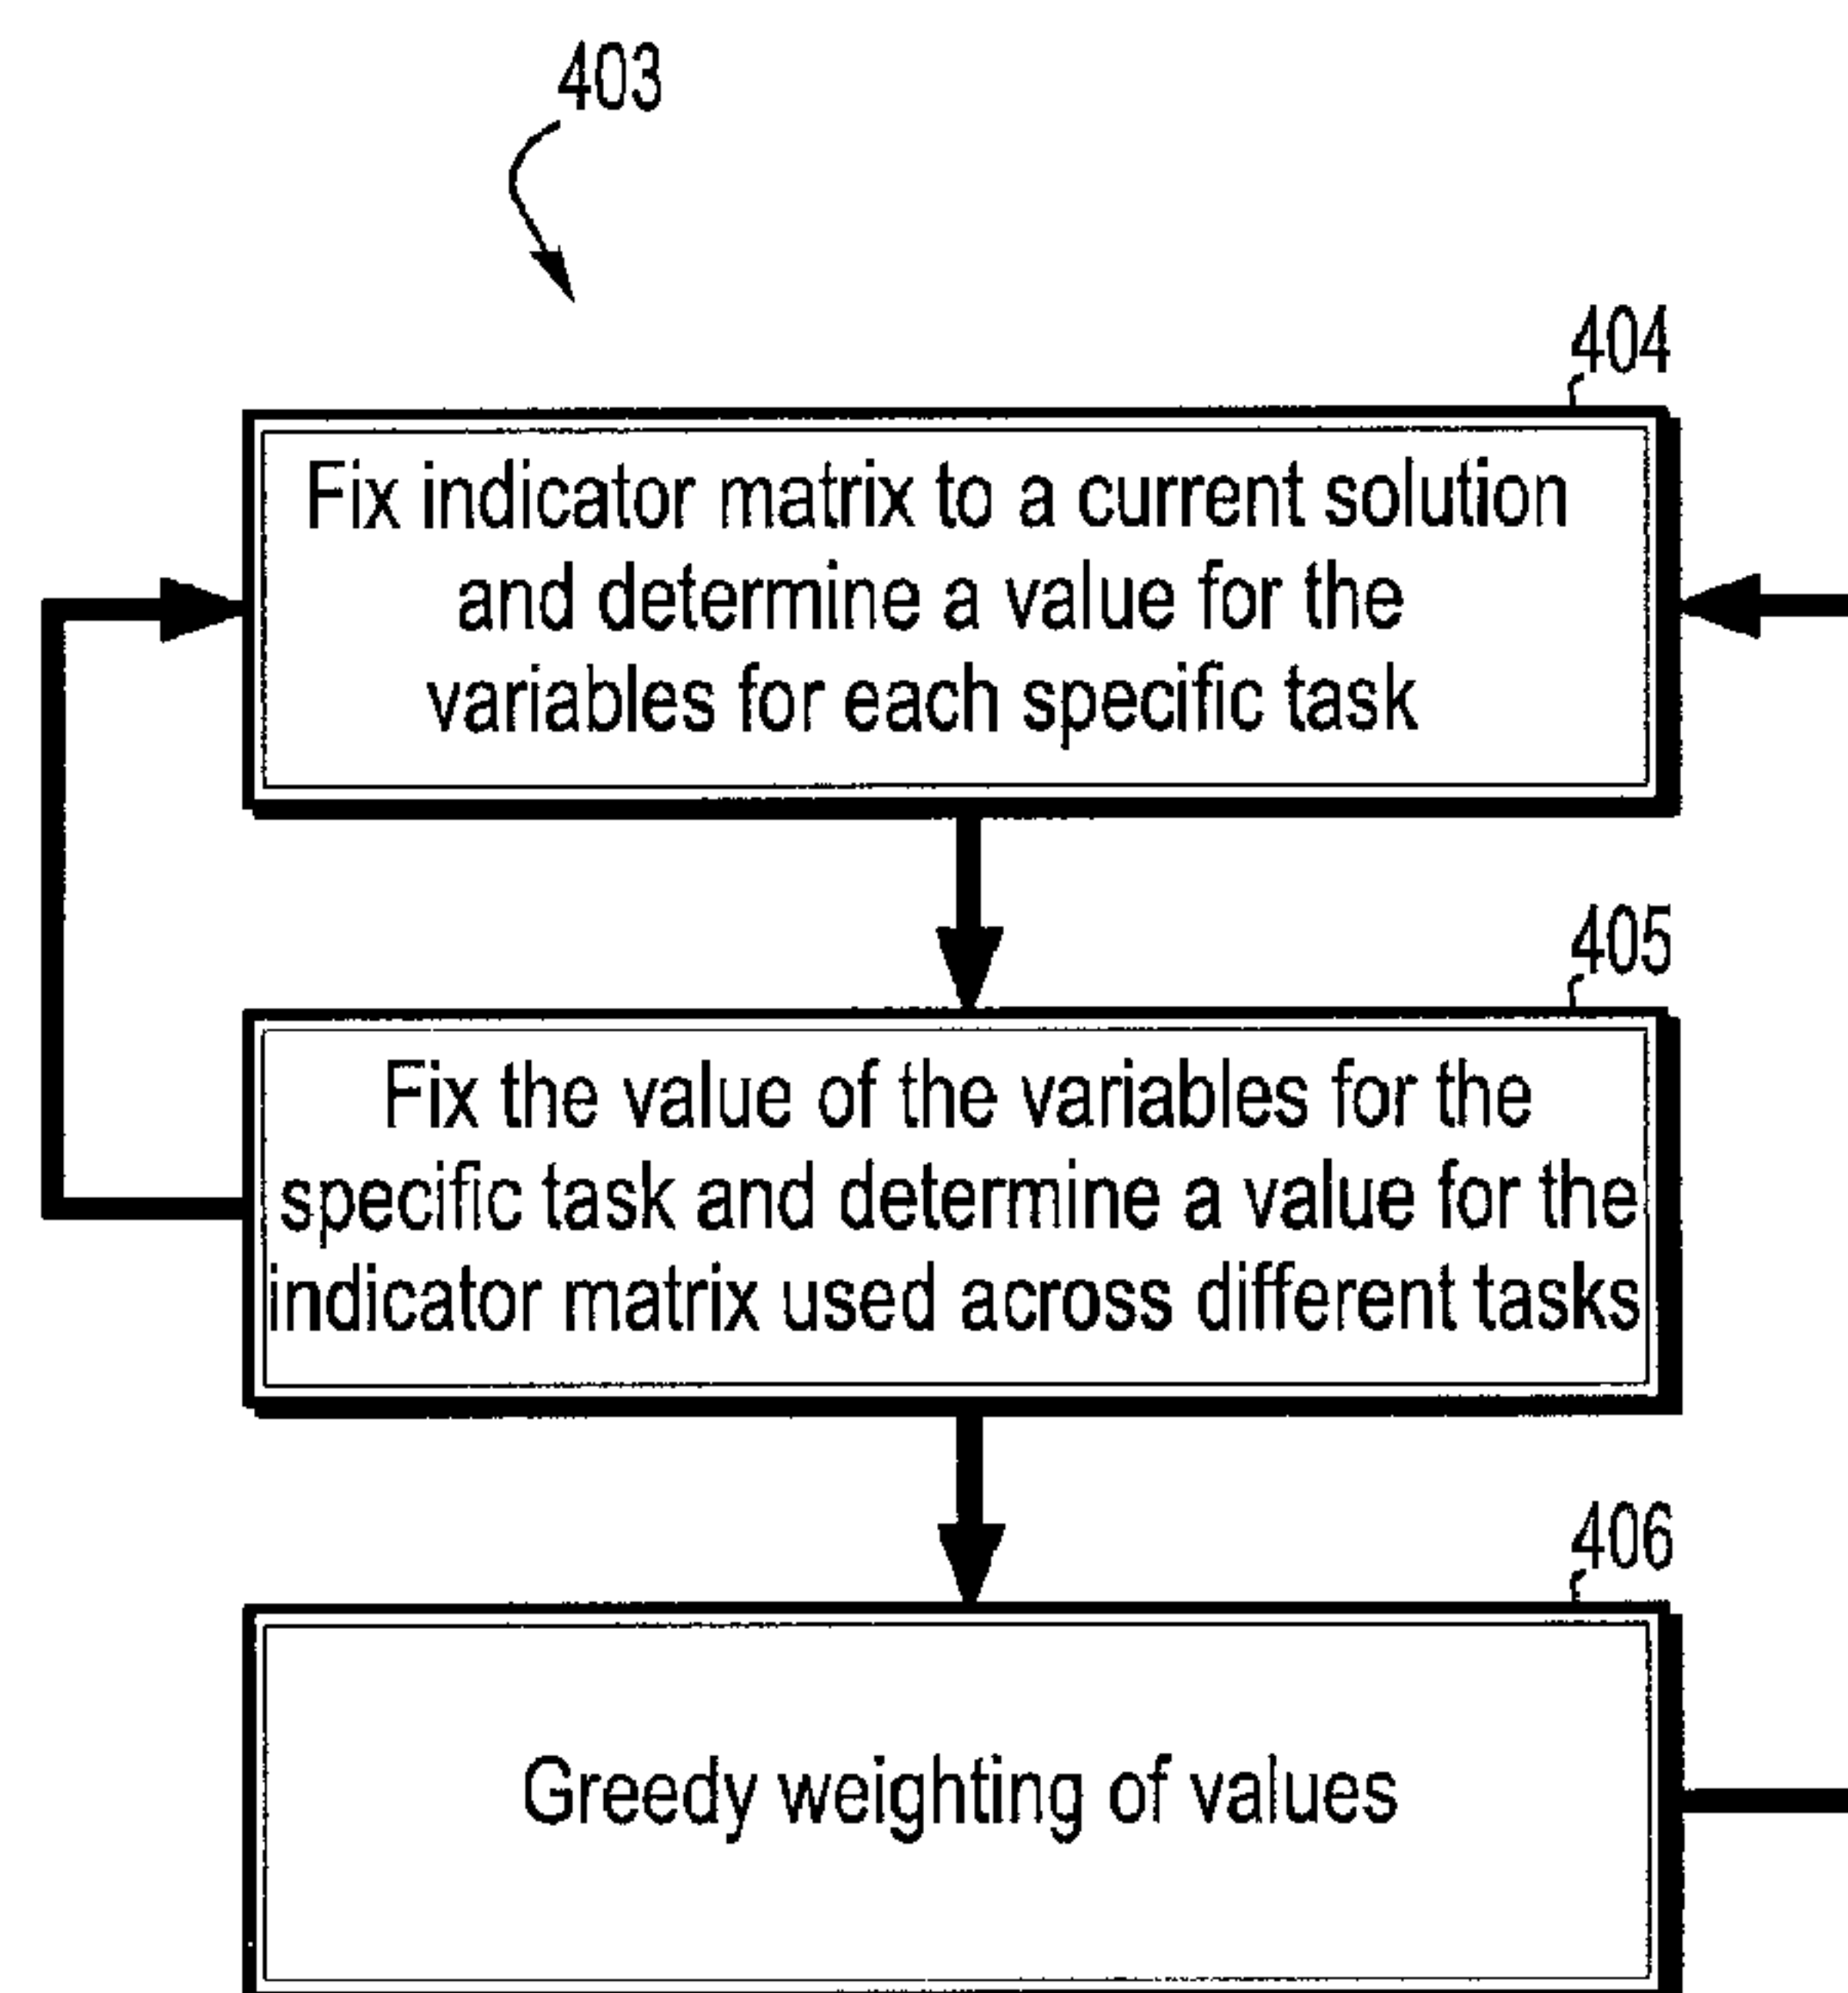 403
404
Fix indicator matrix to a current solution
and determine a value for the
variables for each specific task
405
Fix the value of the variables for the
specific task and determine a value for the
indicator matrix used across different tasks
406
Greedy weighting of values